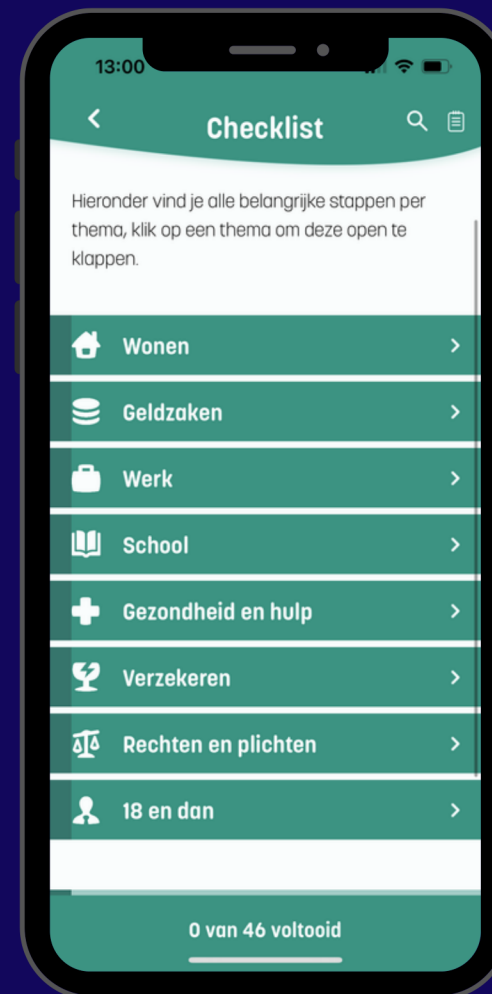 13:00
Checklist
Hieronder vind je alle belangrijke stappen per
thema, klik op een thema om deze open te
klappen.
Wonen
Geldzaken
Werk
School
Gezondheid en hulp
Verzekeren
Rechten en plichten
18 en dan
0 van 46 voltooid